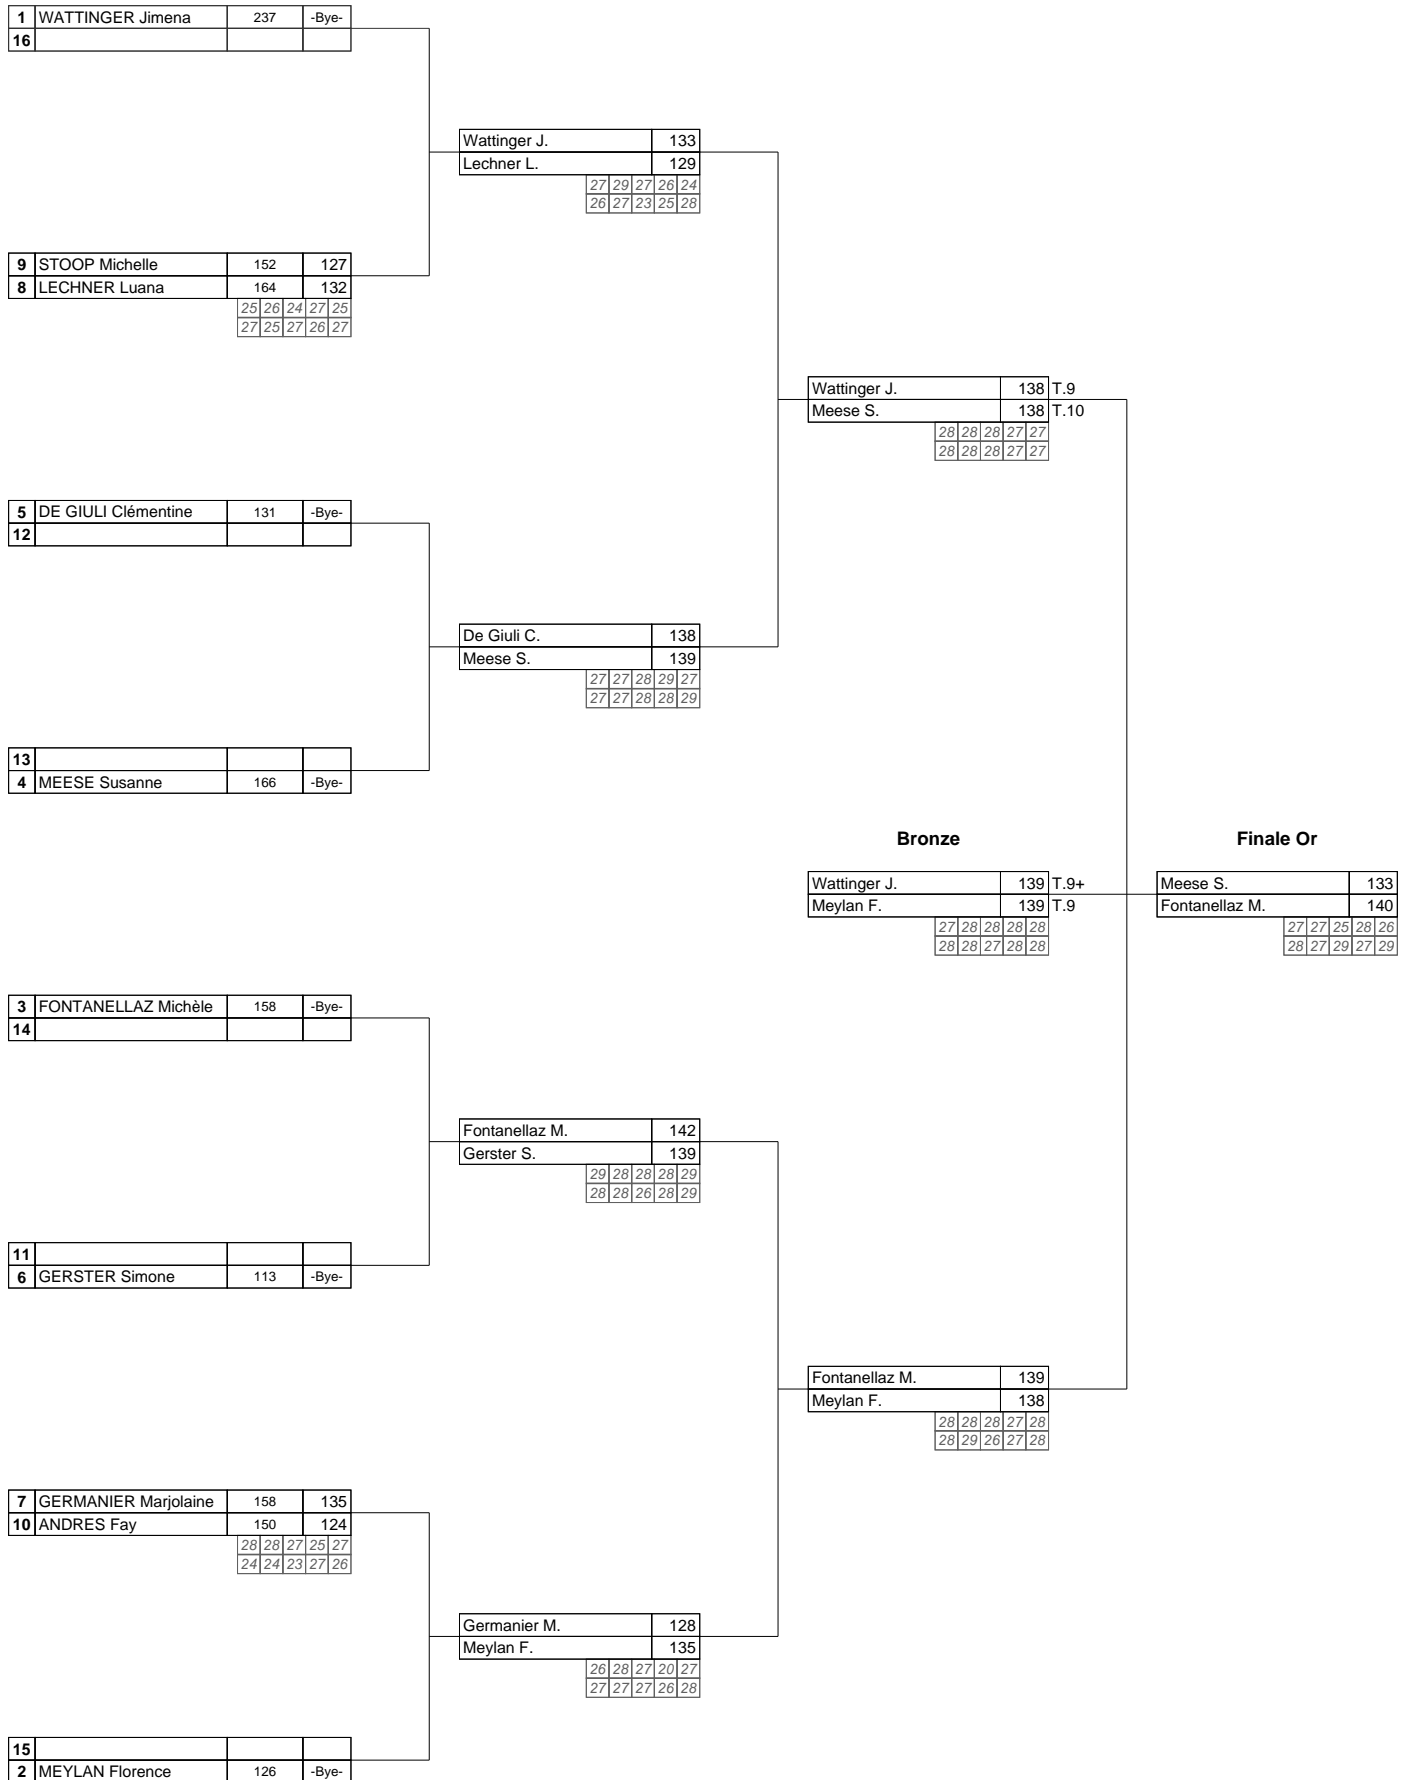 1 WATTINGER Jimena 237 -Bye-
16
Wattinger J. 133
Lechner L. 129
27 29 27 26 24
26 27 23 25 28
9 STOOP Michelle 152 127
8 LECHNER Luana 164 132
25 26 24 27 25
27 25 27 26 27
Wattinger J. 138 T.9
Meese S. 138 T.10
28 28 28 27 27
28 28 28 27 27
5 DE GIULI Clémentine 131 -Bye-
12
De Giuli C. 138
Meese S. 139
27 27 28 29 27
27 27 28 28 29
13
4 MEESE Susanne 166 -Bye-
Bronze Finale Or
Wattinger J. 139 T.9+ Meese S. 133
Meylan F. 139 T.9 Fontanellaz M. 140
27 28 28 28 28 27 27 25 28 26
28 28 27 28 28 28 27 29 27 29
3 FONTANELLAZ Michèle 158 -Bye-
14
Fontanellaz M. 142
Gerster S. 139
29 28 28 28 29
28 28 26 28 29
11
6 GERSTER Simone 113 -Bye-
Fontanellaz M. 139
Meylan F. 138
28 28 28 27 28
28 29 26 27 28
7 GERMANIER Marjolaine 158 135
10 ANDRES Fay 150 124
28 28 27 25 27
24 24 23 27 26
Germanier M. 128
Meylan F. 135
26 28 27 20 27
27 27 27 26 28
15
2 MEYLAN Florence 126 -Bye-